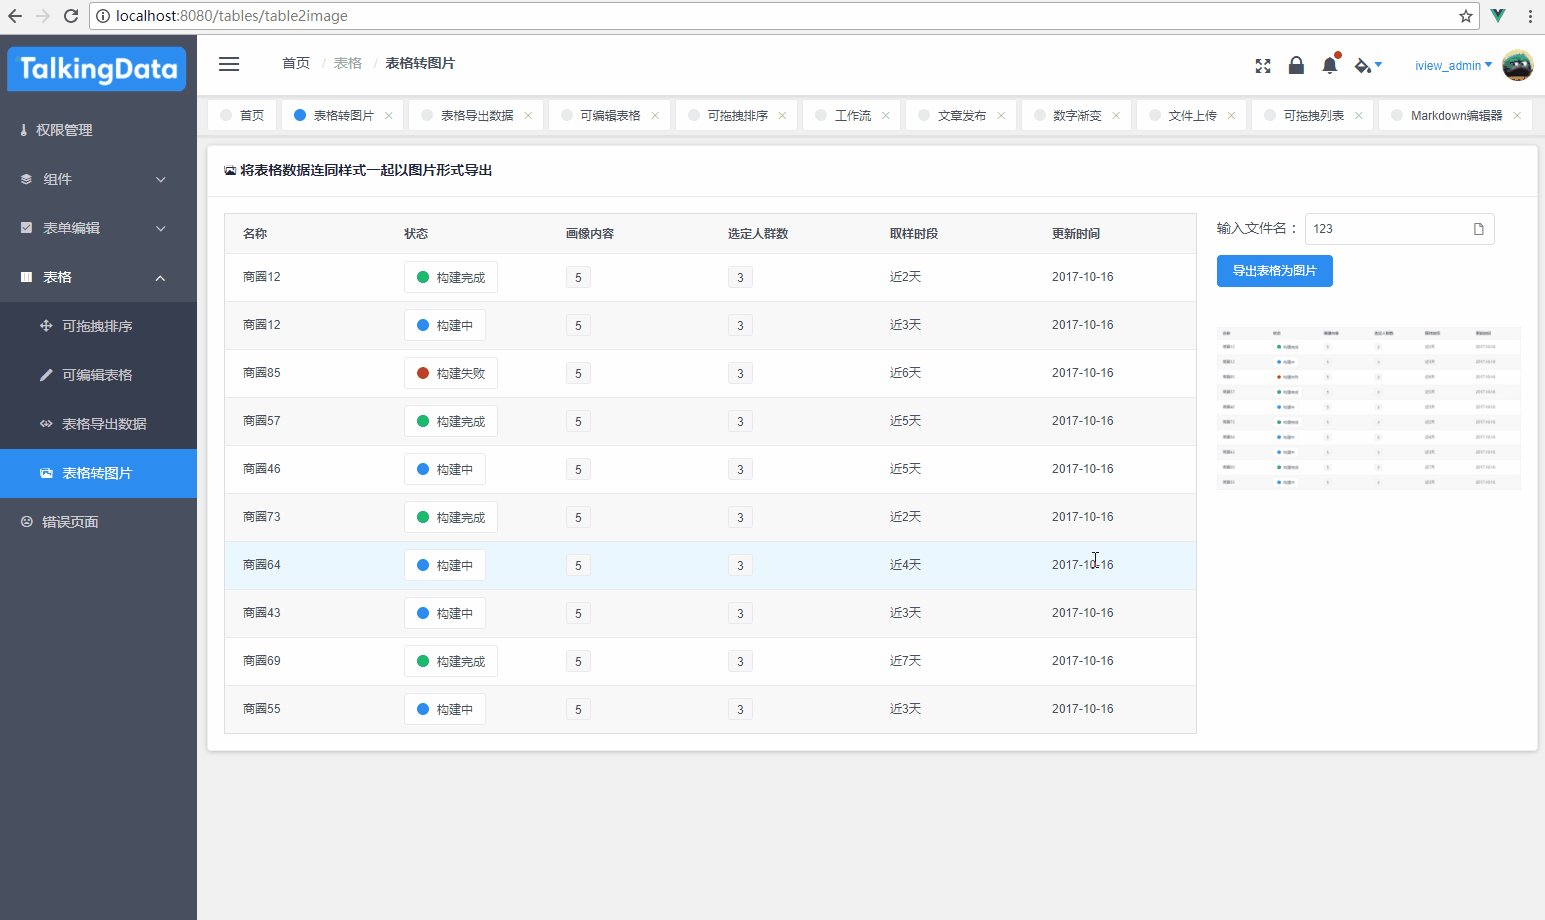 localhost:8080/tables/table2image
TalkingData
首页 / 表格 / 表格转图片
iview_admin
首页 表格转图片 表格导出数据 可编辑表格 可拖拽排序 工作流 文章发布 数字渐变 文件上传 可拖拽列表 Markdown编辑器
权限管理
组件
表单编辑
表格
可拖拽排序
可编辑表格
表格导出数据
表格转图片
错误页面
将表格数据连同样式一起以图片形式导出
名称 状态 画像内容 选定人群数 取样时段 更新时间
商圈12 构建完成 5 3 近2天 2017-10-16
商圈12 构建中 5 3 近3天 2017-10-16
商圈85 构建失败 5 3 近6天 2017-10-16
商圈57 构建完成 5 3 近5天 2017-10-16
商圈46 构建中 5 3 近5天 2017-10-16
商圈73 构建完成 5 3 近2天 2017-10-16
商圈64 构建中 5 3 近4天 2017-10-16
商圈43 构建中 5 3 近3天 2017-10-16
商圈69 构建完成 5 3 近7天 2017-10-16
商圈55 构建中 5 3 近3天 2017-10-16
输入文件名： 123
导出表格为图片